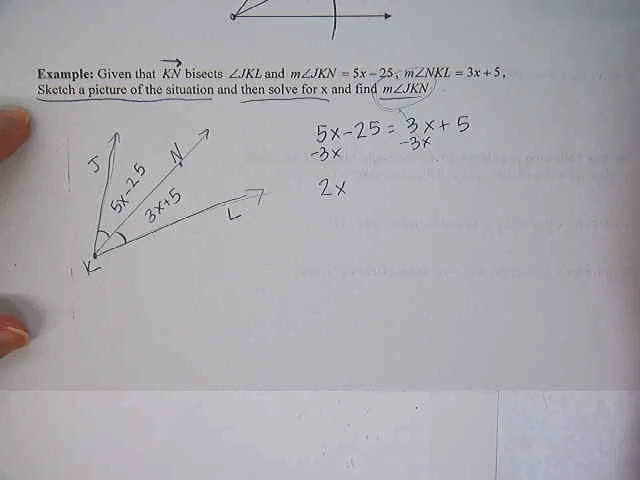 Example: Given that KN bisects ∠JKL and m∠JKN = 5x − 25, m∠NKL = 3x + 5,
Sketch a picture of the situation and then solve for x and find m∠JKN.
5x-25 = 3x+5
-3x -3x
2x
J
N
5x-25
3x+5
L
K